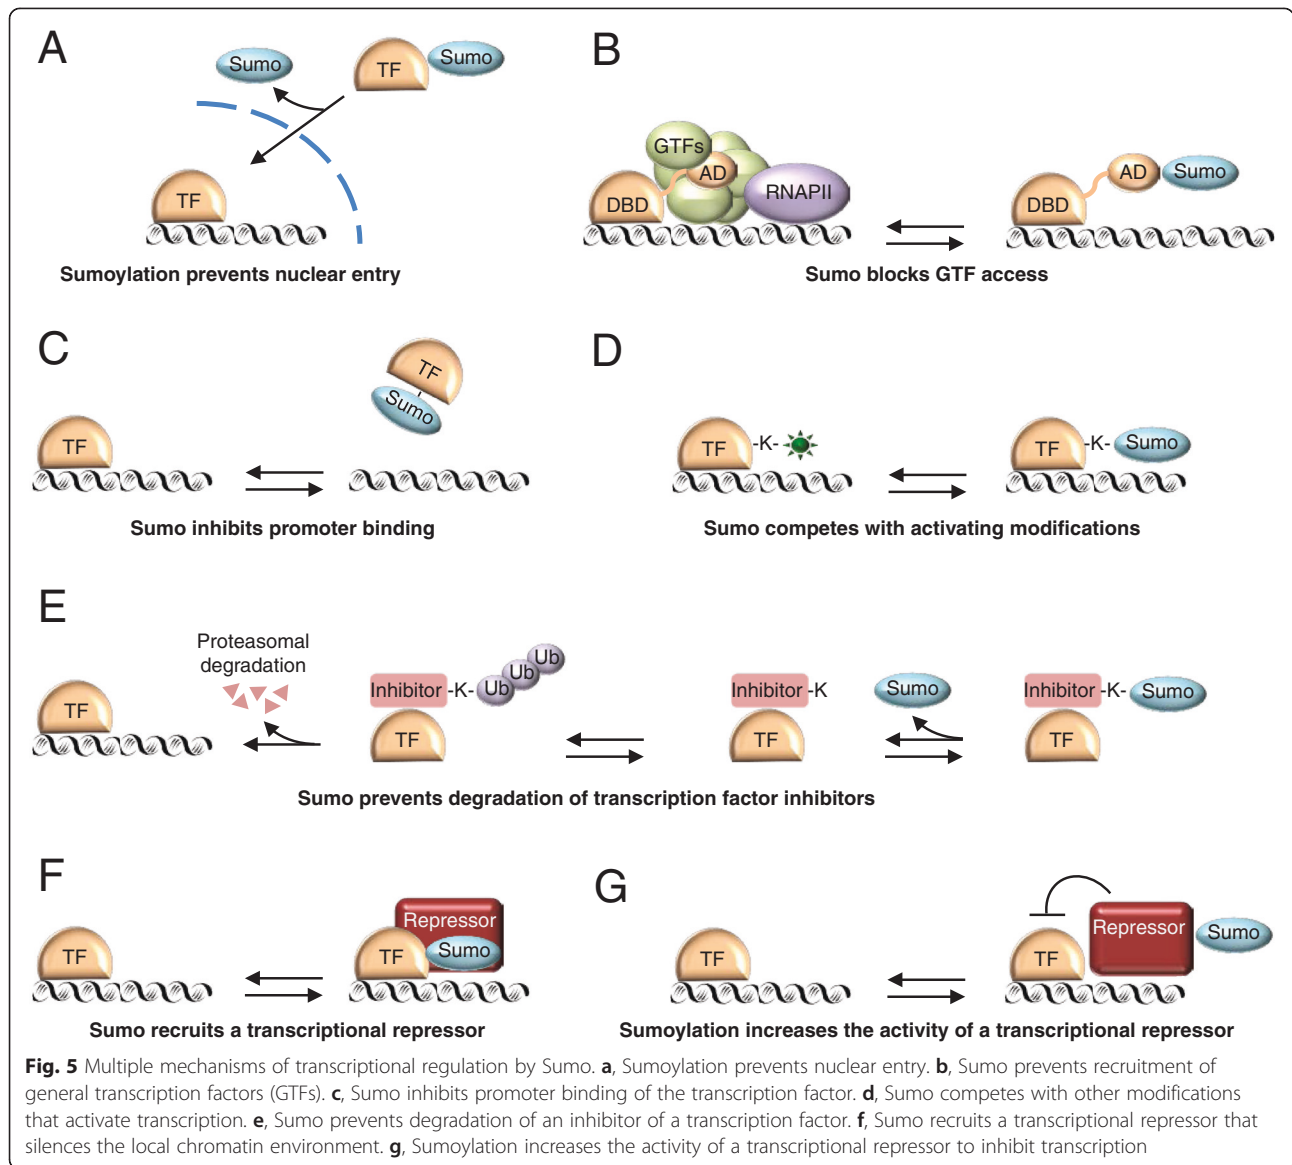 A
Sumo
TF
Sumo
TF
Sumoylation prevents nuclear entry
B
GTFs
AD
RNAPII
DBD
AD
Sumo
DBD
Sumo blocks GTF access
C
TF
Sumo
TF
Sumo inhibits promoter binding
D
TF
-K-
TF
-K-
Sumo
Sumo competes with activating modifications
E
Proteasomal
degradation
TF
Inhibitor
-K-
Ub
Ub
Ub
TF
Inhibitor
-K
TF
Sumo
Inhibitor
-K-
Sumo
TF
Sumo prevents degradation of transcription factor inhibitors
F
TF
Repressor
TF
Sumo
Sumo recruits a transcriptional repressor
G
TF
TF
Repressor
Sumo
Sumoylation increases the activity of a transcriptional repressor
Fig. 5 Multiple mechanisms of transcriptional regulation by Sumo. a, Sumoylation prevents nuclear entry. b, Sumo prevents recruitment of
general transcription factors (GTFs). c, Sumo inhibits promoter binding of the transcription factor. d, Sumo competes with other modifications
that activate transcription. e, Sumo prevents degradation of an inhibitor of a transcription factor. f, Sumo recruits a transcriptional repressor that
silences the local chromatin environment. g, Sumoylation increases the activity of a transcriptional repressor to inhibit transcription